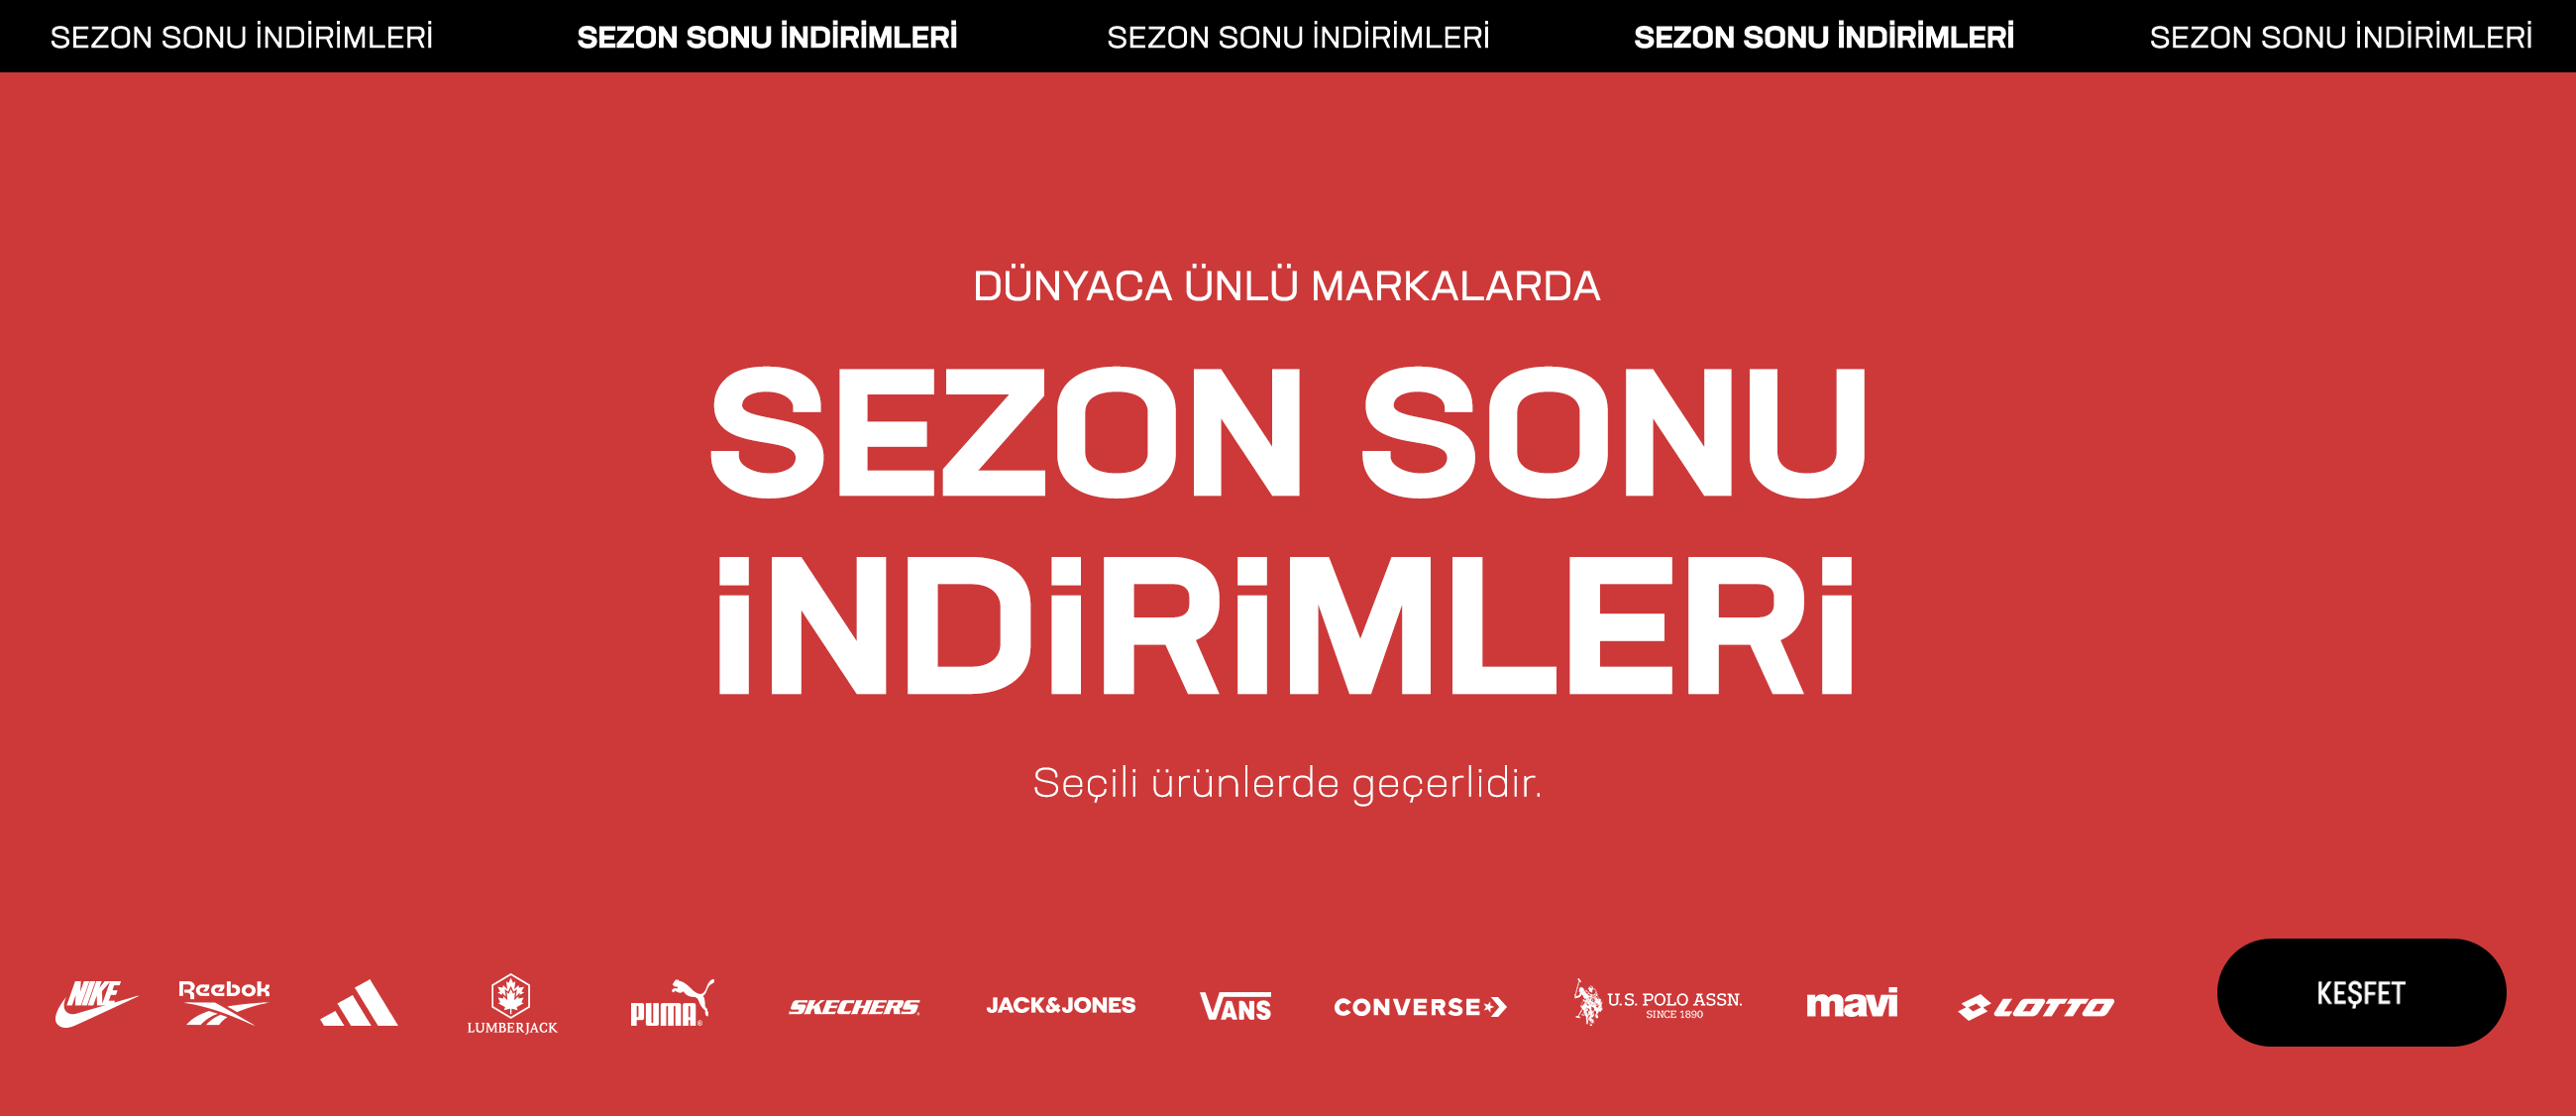 SEZON SONU İNDİRİMLERİ SEZON SONU İNDİRİMLERİ SEZON SONU İNDİRİMLERİ SEZON SONU İNDİRİMLERİ SEZON SONU İNDİRİMLERİ
DÜNYACA ÜNLÜ MARKALARDA
SEZON SONU
İNDİRİMLERİ
Seçili ürünlerde geçerlidir.
NIKE
Reebok
LUMBERJACK
PUMA®
SKECHERS
JACK&JONES
VANS
CONVERSE
U.S. POLO ASSN.
SINCE 1890
mavi
LOTTO
KEŞFET